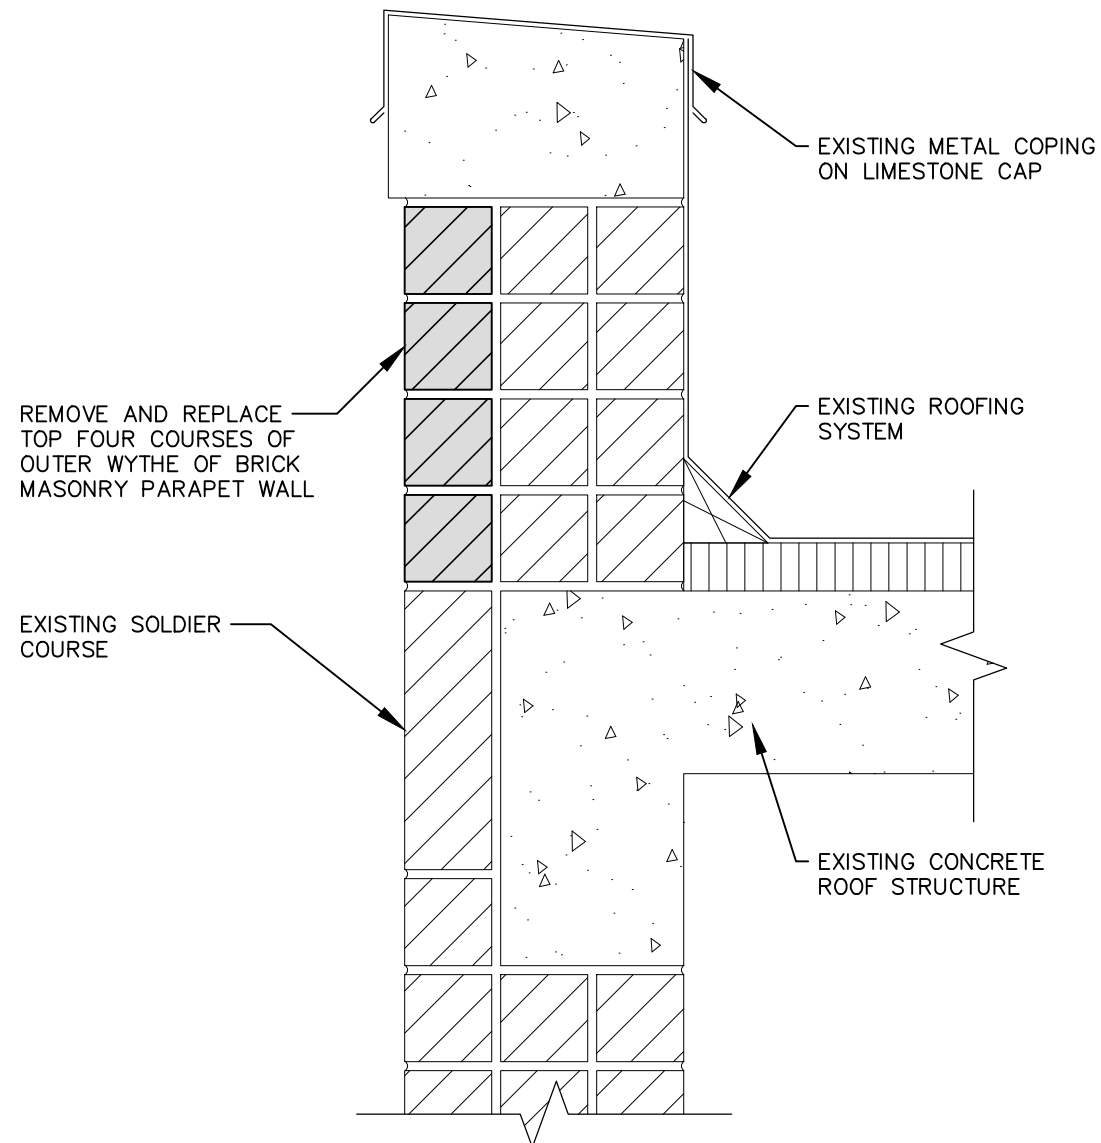 EXISTING METAL COPING
ON LIMESTONE CAP
REMOVE AND REPLACE
TOP FOUR COURSES OF
OUTER WYTHE OF BRICK
MASONRY PARAPET WALL
EXISTING ROOFING
SYSTEM
EXISTING SOLDIER
COURSE
EXISTING CONCRETE
ROOF STRUCTURE